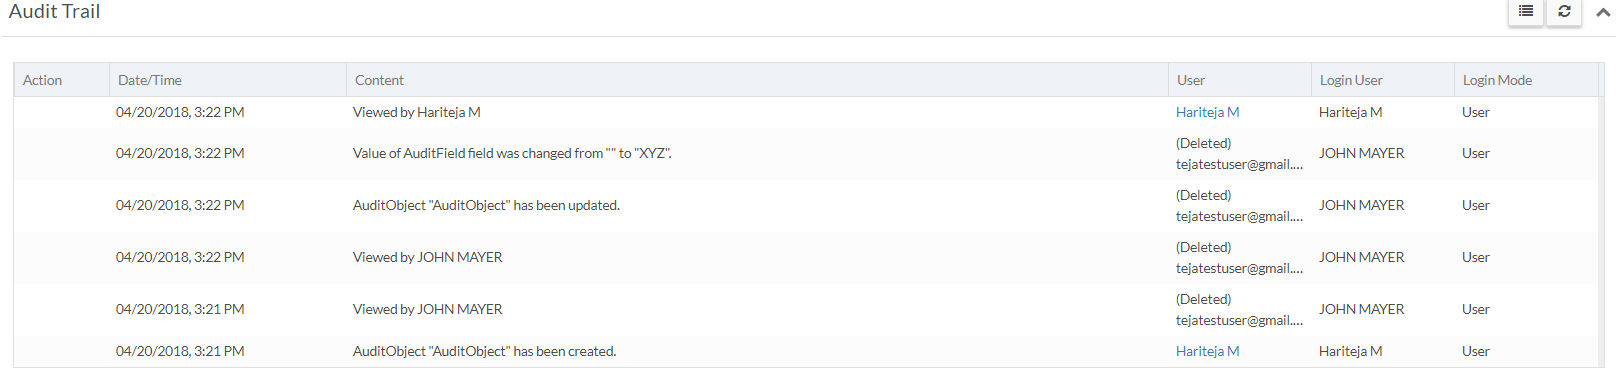 Audit Trail
Action Date/Time Content User Login User Login Mode
04/20/2018, 3:22 PM Viewed by Hariteja M Hariteja M Hariteja M User
04/20/2018, 3:22 PM Value of AuditField field was changed from "" to "XYZ". (Deleted) JOHN MAYER User
tejatestuser@gmail....
04/20/2018, 3:22 PM AuditObject "AuditObject" has been updated. (Deleted) JOHN MAYER User
tejatestuser@gmail....
04/20/2018, 3:22 PM Viewed by JOHN MAYER (Deleted) JOHN MAYER User
tejatestuser@gmail....
04/20/2018, 3:21 PM Viewed by JOHN MAYER (Deleted) JOHN MAYER User
tejatestuser@gmail....
04/20/2018, 3:21 PM AuditObject "AuditObject" has been created. Hariteja M Hariteja M User